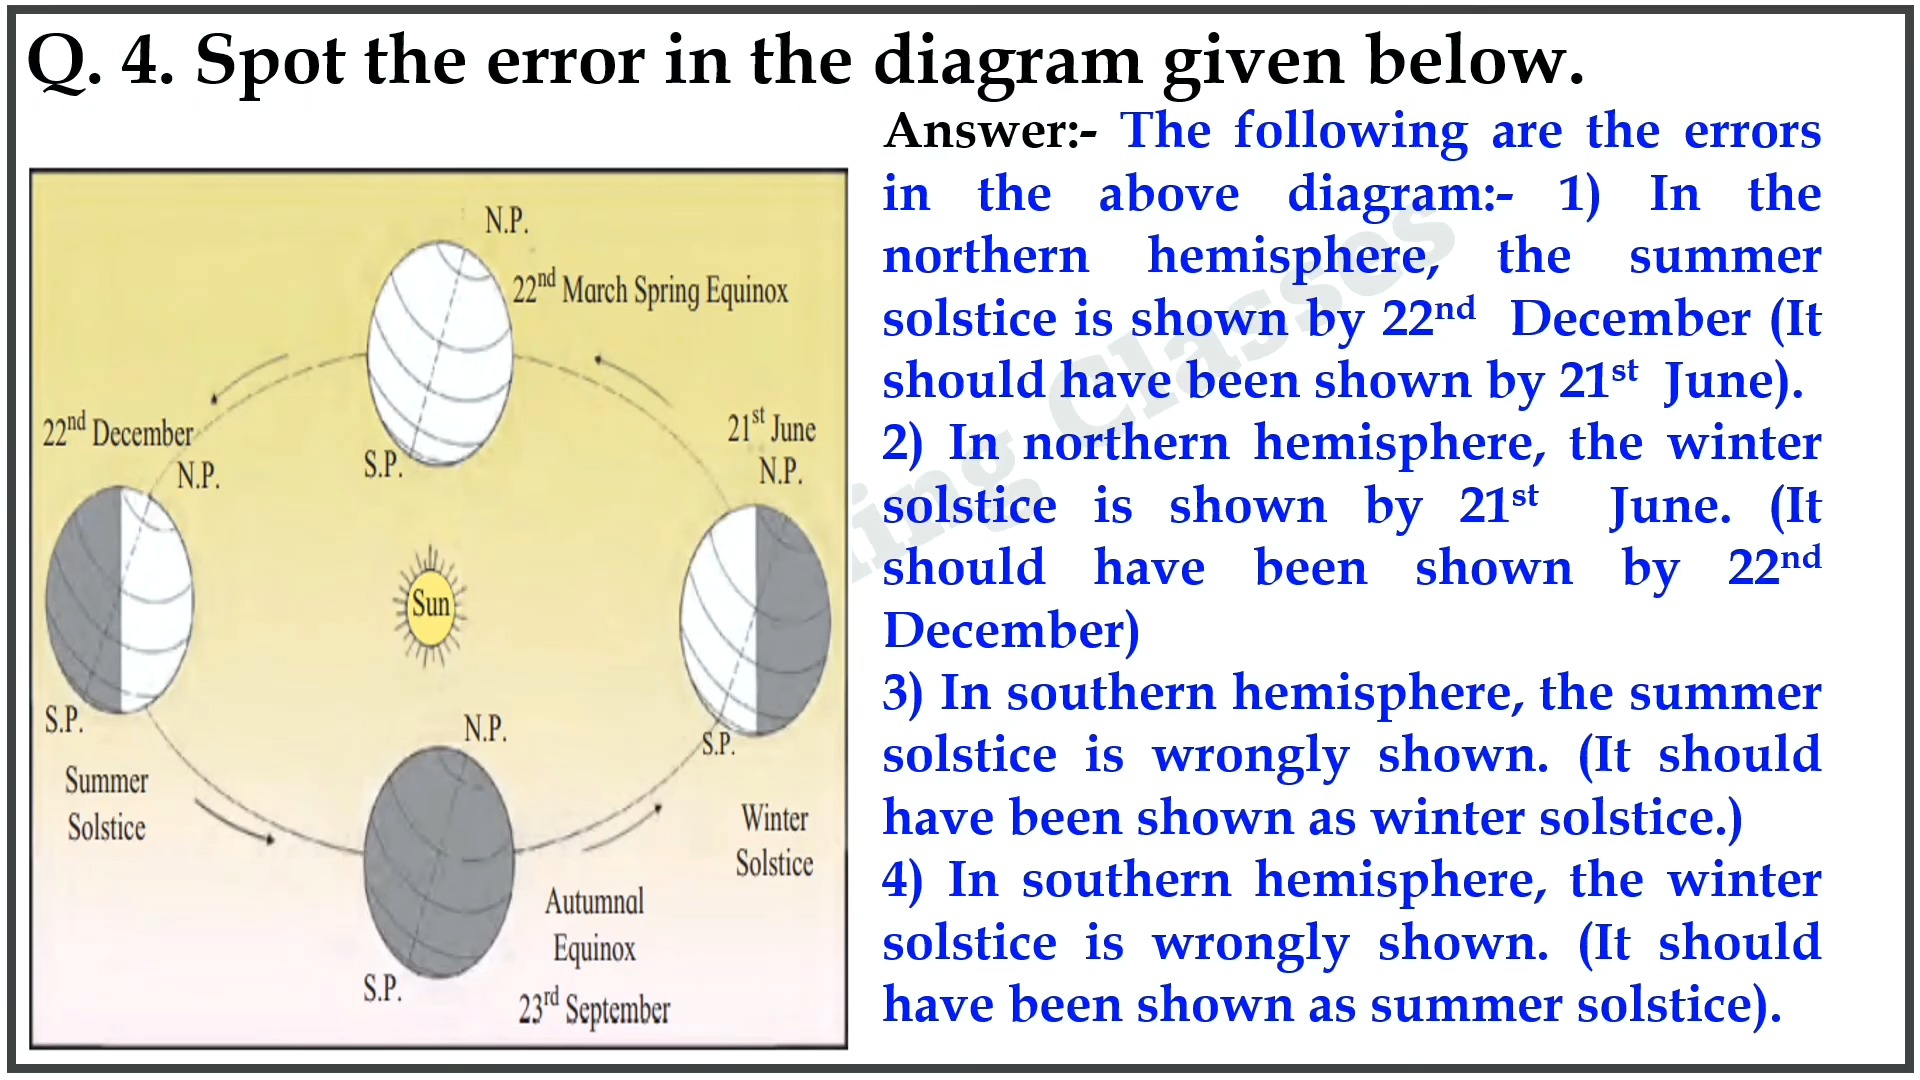 Q. 4. Spot the error in the diagram given below.
N.P.
22nd March Spring Equinox
S.P.
22nd December
N.P.
21st June
N.P.
Sun
S.P.
S.P.
Summer
Solstice
N.P.
Winter
Solstice
S.P.
Autumnal
Equinox
23rd September
Answer:- The following are the errors
in the above diagram:- 1) In the
northern hemisphere, the summer
solstice is shown by 22nd December (It
should have been shown by 21st June).
2) In northern hemisphere, the winter
solstice is shown by 21st June. (It
should have been shown by 22nd
December)
3) In southern hemisphere, the summer
solstice is wrongly shown. (It should
have been shown as winter solstice.)
4) In southern hemisphere, the winter
solstice is wrongly shown. (It should
have been shown as summer solstice).
Classes